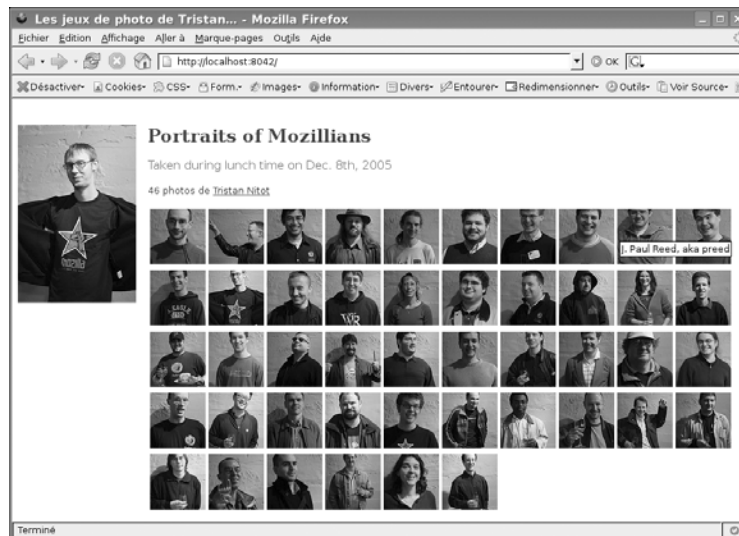 Les jeux de photo de Tristan... - Mozilla Firefox
Fichier Édition Affichage Aller à Marque-pages Outils Aide
http://localhost:8042/ OK
Désactiver Cookies CSS Form. Images Information Divers Entourer Redimensionner Outils Voir Source
Portraits of Mozillians
Taken during lunch time on Dec. 8th, 2005
46 photos de Tristan Nitot
J. Paul Reed, aka preed
mozilla
Terminé